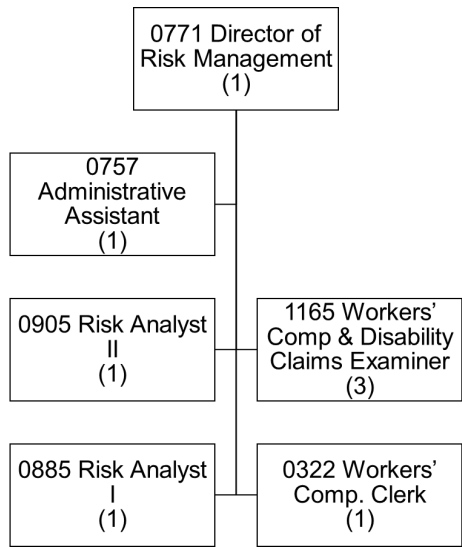 0771 Director of
Risk Management
(1)
0757
Administrative
Assistant
(1)
0905 Risk Analyst
II
(1)
1165 Workers'
Comp & Disability
Claims Examiner
(3)
0885 Risk Analyst
I
(1)
0322 Workers'
Comp. Clerk
(1)